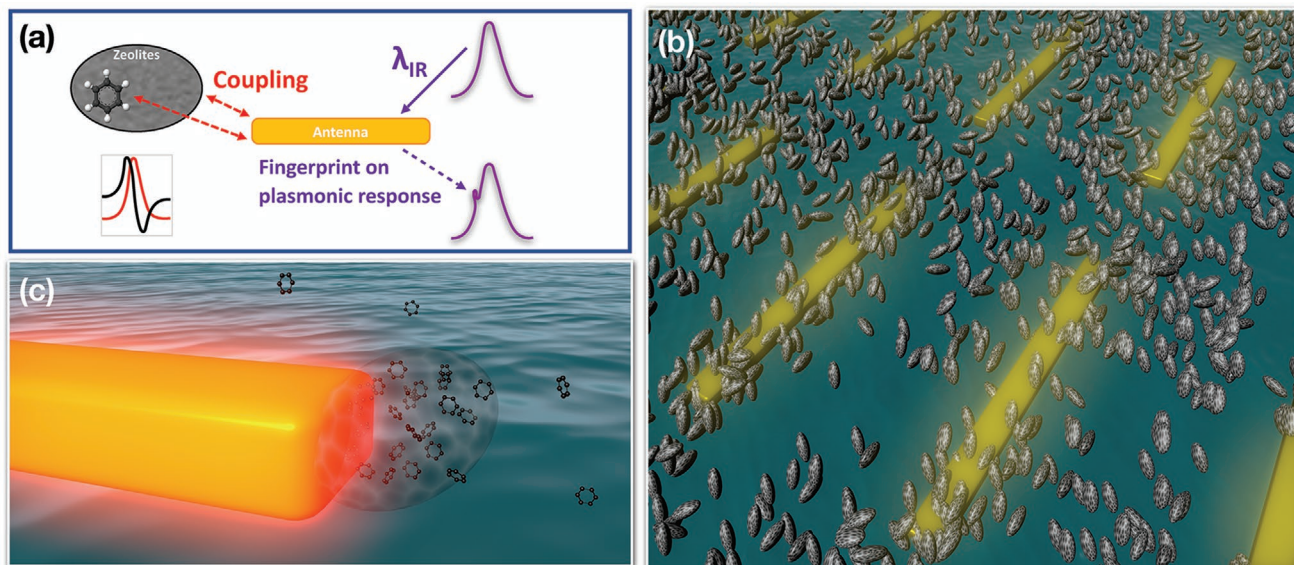 (a)
Zeolites
Coupling
λIR
Antenna
Fingerprint on
plasmonic response
(b)
(c)